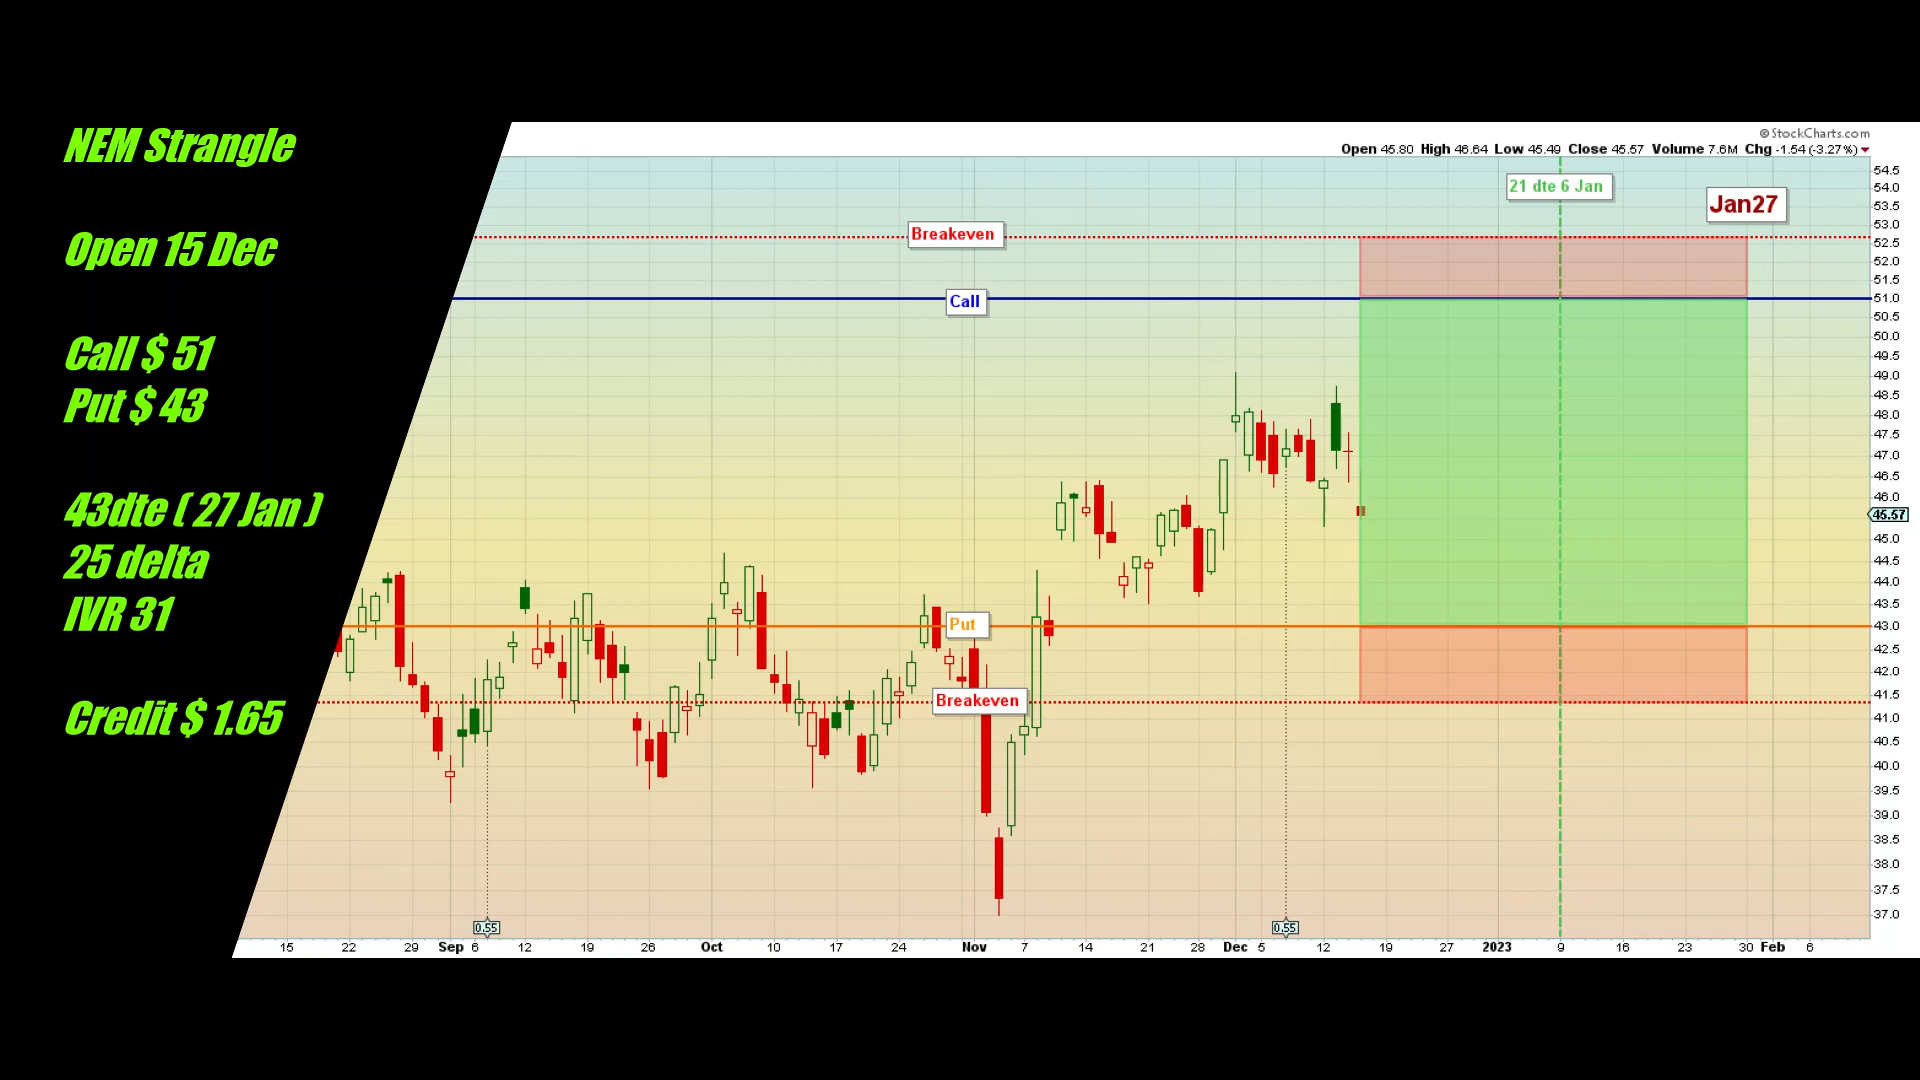 NEM Strangle
Open 15 Dec
Call $ 51
Put $ 43
43dte ( 27 Jan )
25 delta
IVR 31
Credit $ 1.65
© StockCharts.com
Open 45.80 High 46.64 Low 45.49 Close 45.57 Volume 7.6M Chg -1.54 (-3.27%)
21 dte 6 Jan
Jan27
Breakeven
Call
Put
Breakeven
54.5
54.0
53.5
53.0
52.5
52.0
51.5
51.0
50.5
50.0
49.5
49.0
48.5
48.0
47.5
47.0
46.5
46.0
45.57
45.0
44.5
44.0
43.5
43.0
42.5
42.0
41.5
41.0
40.5
40.0
39.5
39.0
38.5
38.0
37.5
37.0
0.55 0.55
15 22 29 Sep 6 12 19 26 Oct 10 17 24 Nov 7 14 21 28 Dec 5 12 19 27 2023 9 16 23 30 Feb 6